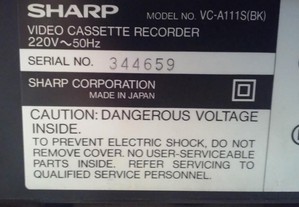 SHARP
MODEL NO. VC-A111S(BK)
VIDEO CASSETTE RECORDER
220V~50Hz
SERIAL NO. 344659
SHARP CORPORATION
MADE IN JAPAN
CAUTION: DANGEROUS VOLTAGE
INSIDE.
TO PREVENT ELECTRIC SHOCK, DO NOT
REMOVE COVER. NO USER-SERVICEABLE
PARTS INSIDE. REFER SERVICING TO
QUALIFIED SERVICE PERSONNEL.